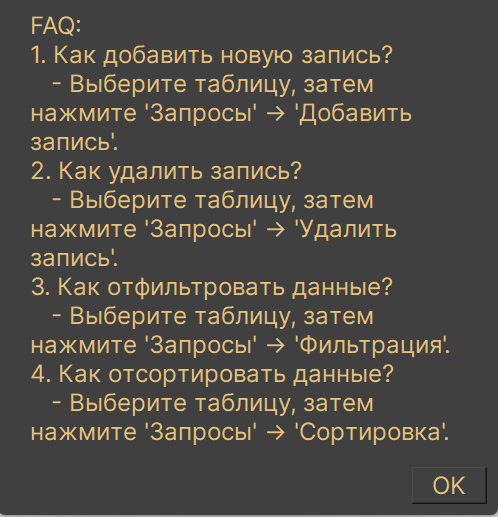 FAQ:
1. Как добавить новую запись?
- Выберите таблицу, затем
нажмите 'Запросы' → 'Добавить
запись'.
2. Как удалить запись?
- Выберите таблицу, затем
нажмите 'Запросы' → 'Удалить
запись'.
3. Как отфильтровать данные?
- Выберите таблицу, затем
нажмите 'Запросы' → 'Фильтрация'.
4. Как отсортировать данные?
- Выберите таблицу, затем
нажмите 'Запросы' → 'Сортировка'.
OK